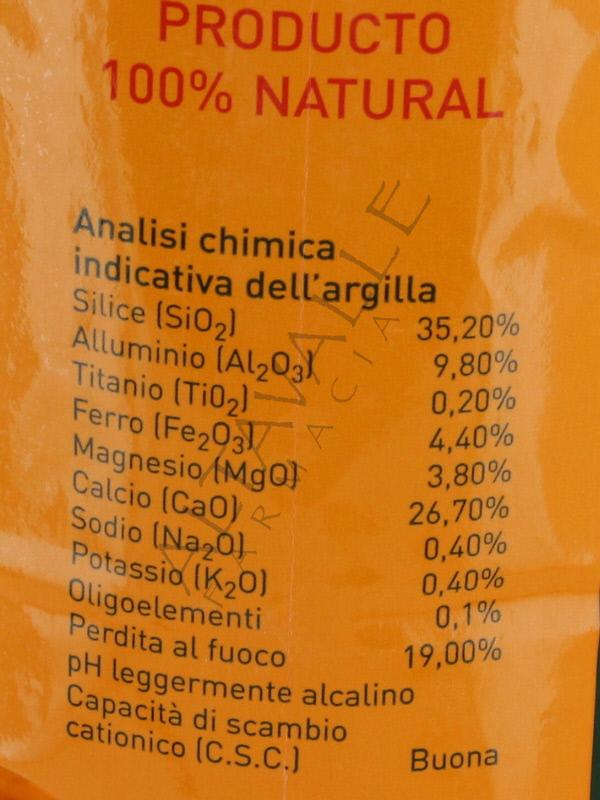 PRODUCTO
100% NATURAL
Analisi chimica
indicativa dell'argilla
Silice (SiO₂) 35,20%
Alluminio (Al₂O₃) 9,80%
Titanio (TiO₂) 0,20%
Ferro (Fe₂O₃) 4,40%
Magnesio (MgO) 3,80%
Calcio (CaO) 26,70%
Sodio (Na₂O) 0,40%
Potassio (K₂O) 0,40%
Oligoelementi 0,1%
Perdita al fuoco 19,00%
pH leggermente alcalino
Capacità di scambio
cationico (C.S.C.) Buona
ALTAVALLE
FARMACIA